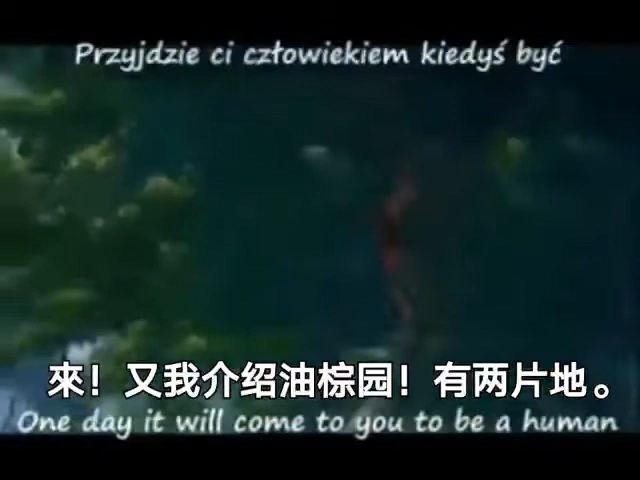 Przyjdzie ci człowiekiem kiedyś być
來！又我介绍油棕园！有两片地。
One day it will come to you to be a human